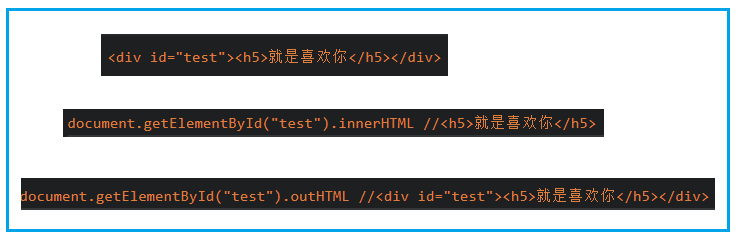 <div id="test"><h5>就是喜欢你</h5></div>
document.getElementById("test").innerHTML //<h5>就是喜欢你</h5>
document.getElementById("test").outHTML //<div id="test"><h5>就是喜欢你</h5></div>